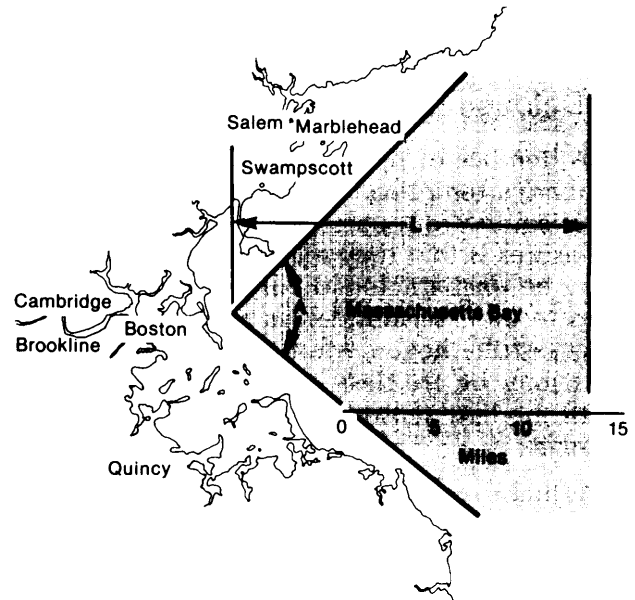 Salem Marblehead
Swampscott
L
A
Massachusetts Bay
Cambridge
Boston
Brookline
0 5 10 15
Miles
Quincy